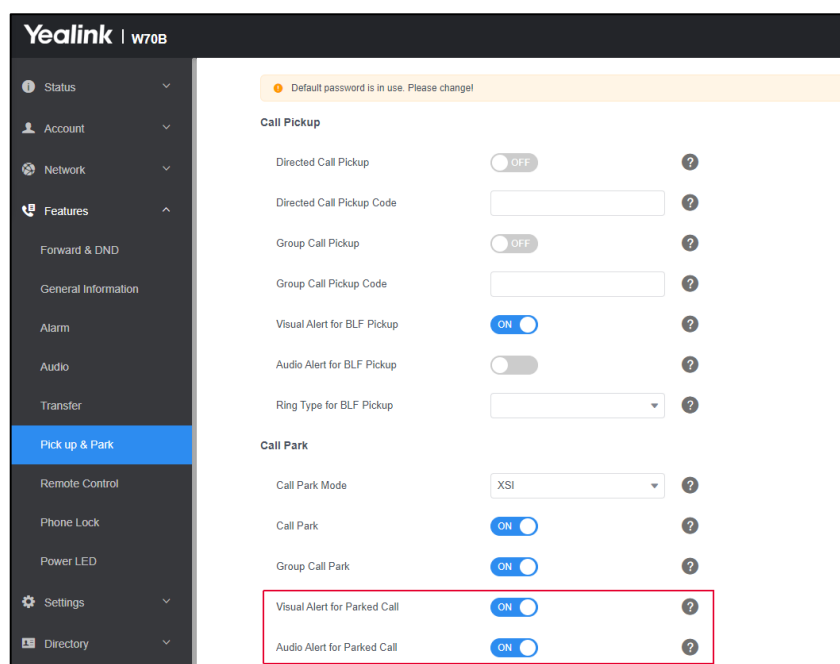 Yealink | W70B
Status
Account
Network
Features
Forward & DND
General Information
Alarm
Audio
Transfer
Pick up & Park
Remote Control
Phone Lock
Power LED
Settings
Directory
Default password is in use. Please change!
Call Pickup
Directed Call Pickup OFF ?
Directed Call Pickup Code ?
Group Call Pickup OFF ?
Group Call Pickup Code ?
Visual Alert for BLF Pickup ON ?
Audio Alert for BLF Pickup ?
Ring Type for BLF Pickup ?
Call Park
Call Park Mode XSI ?
Call Park ON ?
Group Call Park ON ?
Visual Alert for Parked Call ON ?
Audio Alert for Parked Call ON ?